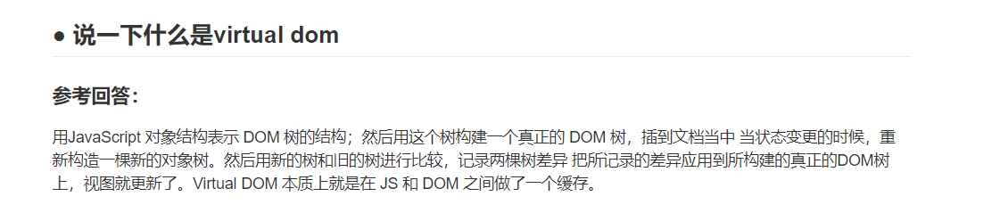 ● 说一下什么是virtual dom
参考回答：
用JavaScript 对象结构表示 DOM 树的结构；然后用这个树构建一个真正的 DOM 树，插到文档当中 当状态变更的时候，重
新构造一棵新的对象树。然后用新的树和旧的树进行比较，记录两棵树差异 把所记录的差异应用到所构建的真正的DOM树
上，视图就更新了。Virtual DOM 本质上就是在 JS 和 DOM 之间做了一个缓存。